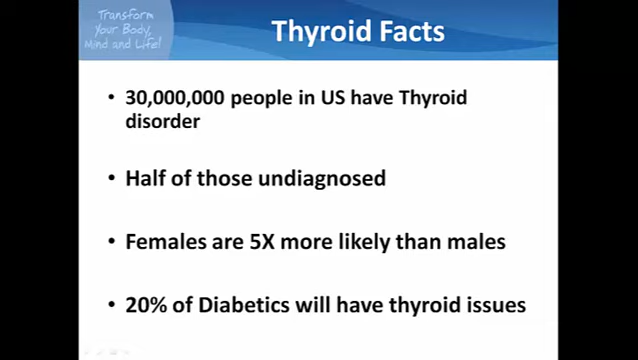 Transform
Your Body,
Mind and Life!
Thyroid Facts
• 30,000,000 people in US have Thyroid
disorder
• Half of those undiagnosed
• Females are 5X more likely than males
• 20% of Diabetics will have thyroid issues